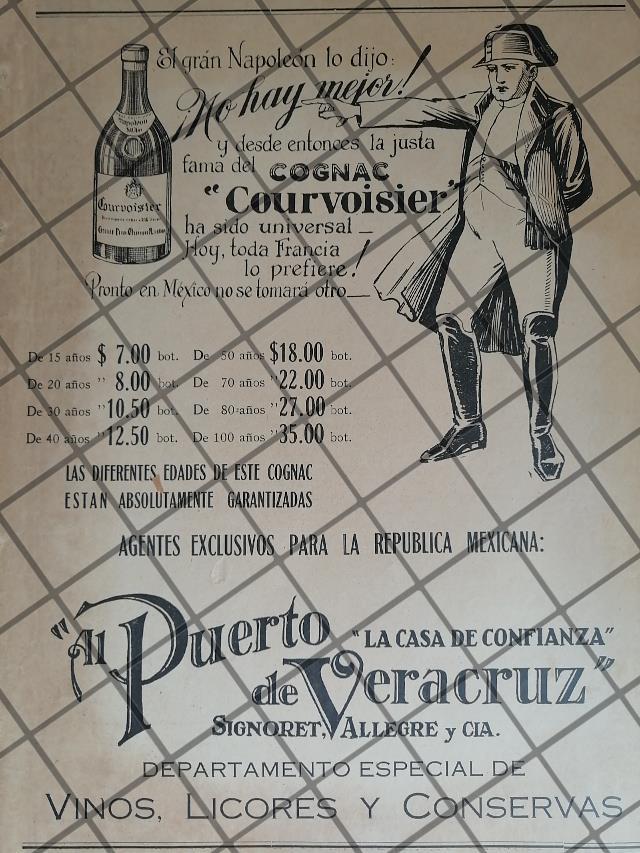 El grán Napoleón lo dijo:
¡No hay mejor!
y desde entonces la justa
fama del COGNAC
"Courvoisier"
ha sido universal_
Hoy, toda Francia
lo prefiere!
Pronto en México no se tomará otro__
Napoleon
Courvoisier
De 15 años $ 7.00 bot. De 50 años $18.00 bot.
De 20 años " 8.00 bot. De 70 años "22.00 bot.
De 30 años "10.50 bot. De 80 años "27.00 bot.
De 40 años "12.50 bot. De 100 años "35.00 bot.
LAS DIFERENTES EDADES DE ESTE COGNAC
ESTAN ABSOLUTAMENTE GARANTIZADAS
AGENTES EXCLUSIVOS PARA LA REPUBLICA MEXICANA:
"Al Puerto "LA CASA DE CONFIANZA"
de Veracruz"
SIGNORET, ALLEGRE y CIA.
DEPARTAMENTO ESPECIAL DE
VINOS, LICORES Y CONSERVAS